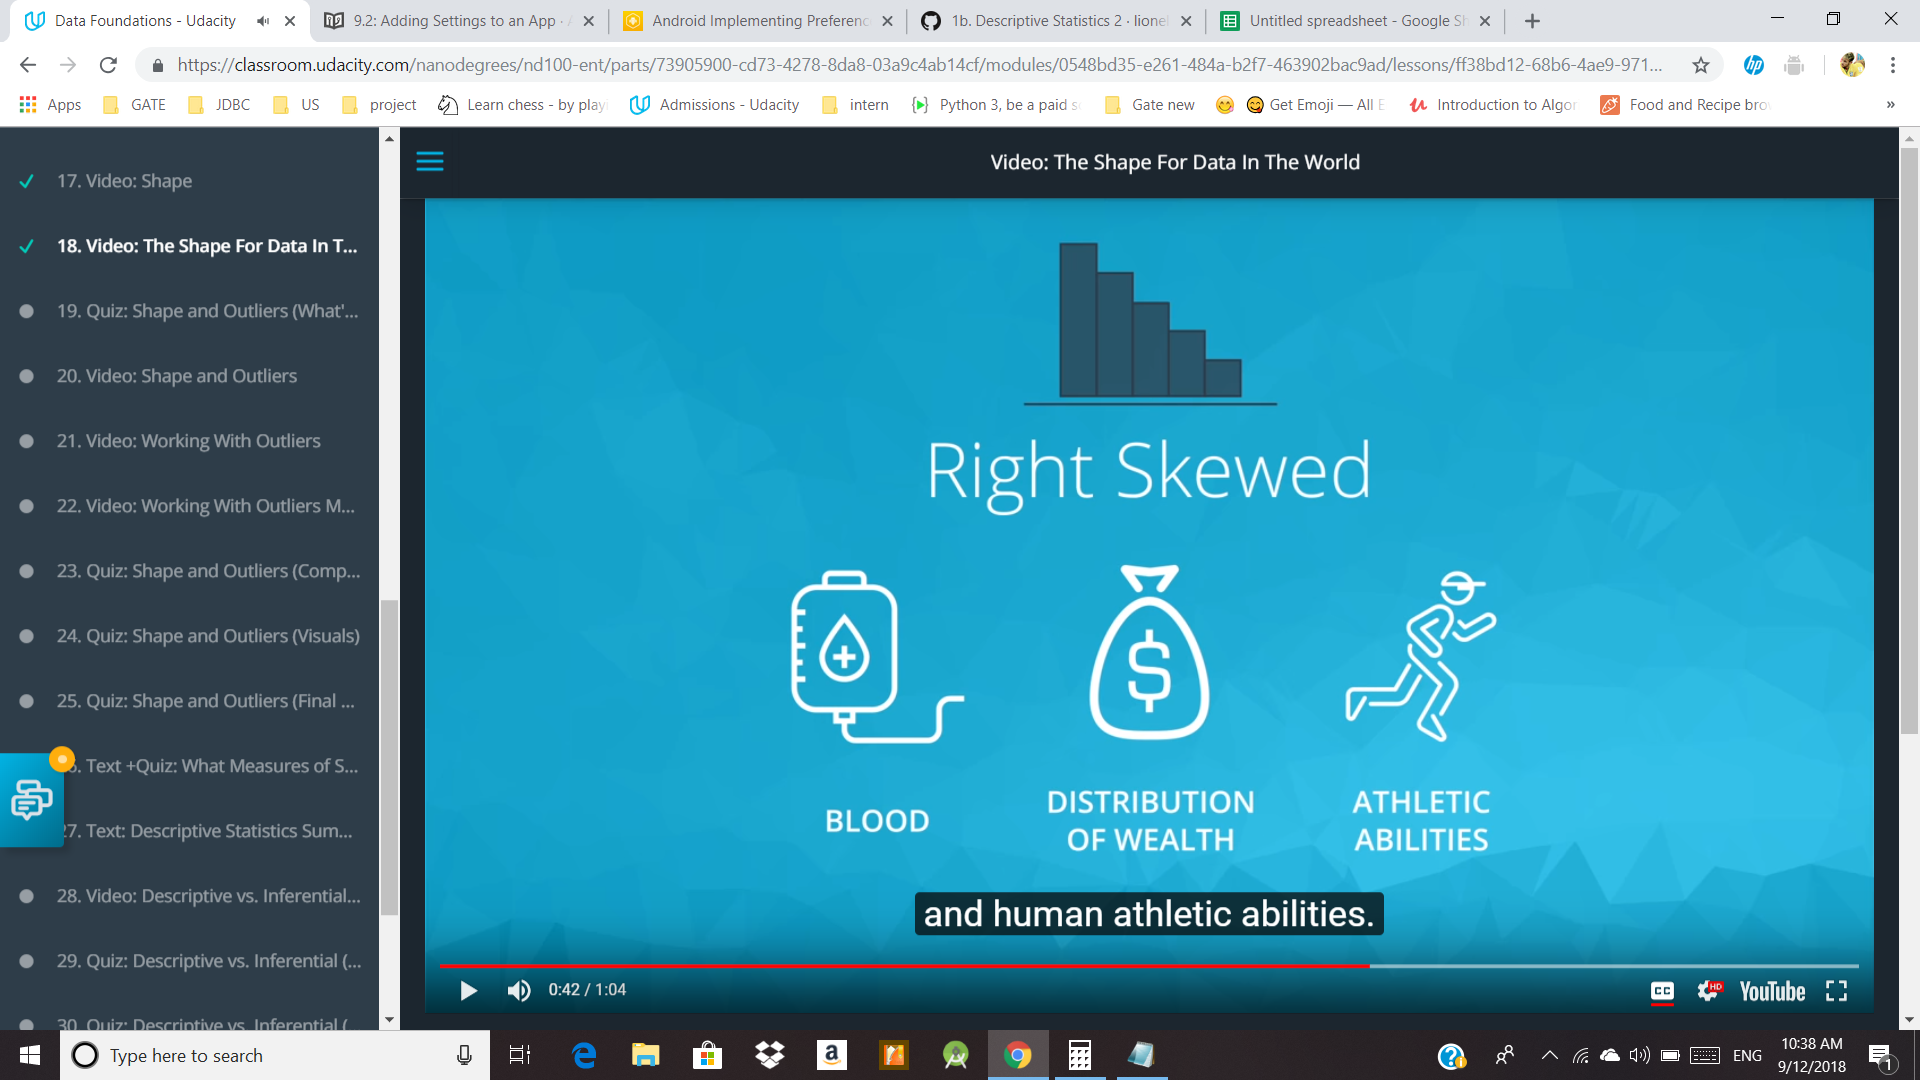 Data Foundations - Udacity
9.2: Adding Settings to an App ·
Android Implementing Preferenc
1b. Descriptive Statistics 2 · lionel
Untitled spreadsheet - Google Sh
https://classroom.udacity.com/nanodegrees/nd100-ent/parts/73905900-cd73-4278-8da8-03a9c4ab14cf/modules/0548bd35-e261-484a-b2f7-463902bac9ad/lessons/ff38bd12-68b6-4ae9-971...
hp
Apps
GATE
JDBC
US
project
Learn chess - by play
Admissions - Udacity
intern
Python 3, be a paid s
Gate new
Get Emoji — All E
Introduction to Algor
Food and Recipe bro
»
17. Video: Shape
18. Video: The Shape For Data In T...
19. Quiz: Shape and Outliers (What'...
20. Video: Shape and Outliers
21. Video: Working With Outliers
22. Video: Working With Outliers M...
23. Quiz: Shape and Outliers (Comp...
24. Quiz: Shape and Outliers (Visuals)
25. Quiz: Shape and Outliers (Final ...
. Text +Quiz: What Measures of S...
27. Text: Descriptive Statistics Sum...
28. Video: Descriptive vs. Inferential...
29. Quiz: Descriptive vs. Inferential (...
30. Quiz: Descriptive vs. Inferential (
Video: The Shape For Data In The World
Right Skewed
$
BLOOD
DISTRIBUTION
OF WEALTH
ATHLETIC
ABILITIES
and human athletic abilities.
0:42 / 1:04
CC
HD
YouTube
Type here to search
ENG
10:38 AM
9/12/2018
1